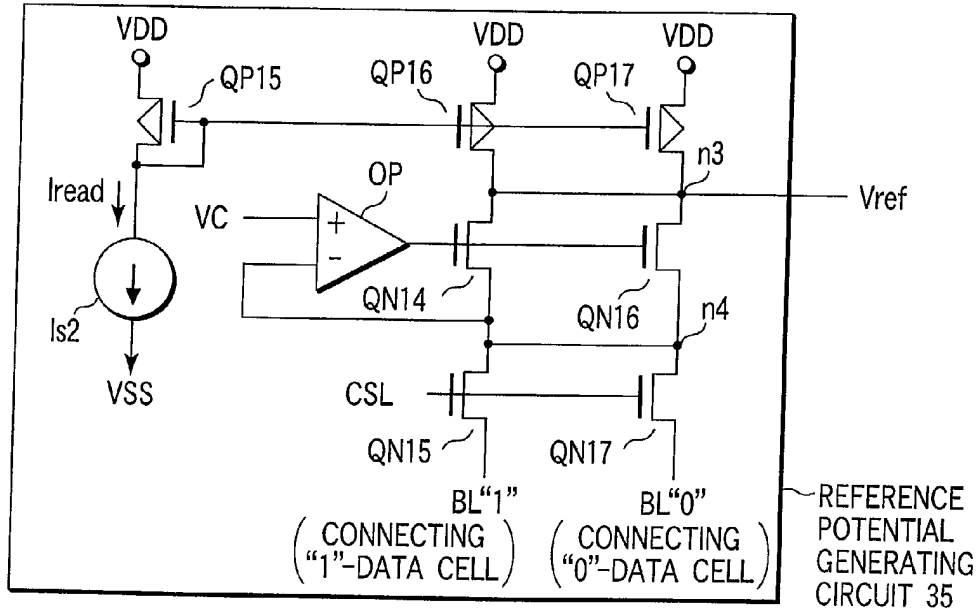 VDD
VDD
VDD
QP15
QP16
QP17
n3
Iread
OP
Vref
VC
+
−
QN14
QN16
Is2
n4
VSS
CSL
QN15
QN17
BL“1”
(CONNECTING
“1”-DATA CELL)
BL“0”
(CONNECTING
“0”-DATA CELL)
REFERENCE
POTENTIAL
GENERATING
CIRCUIT 35